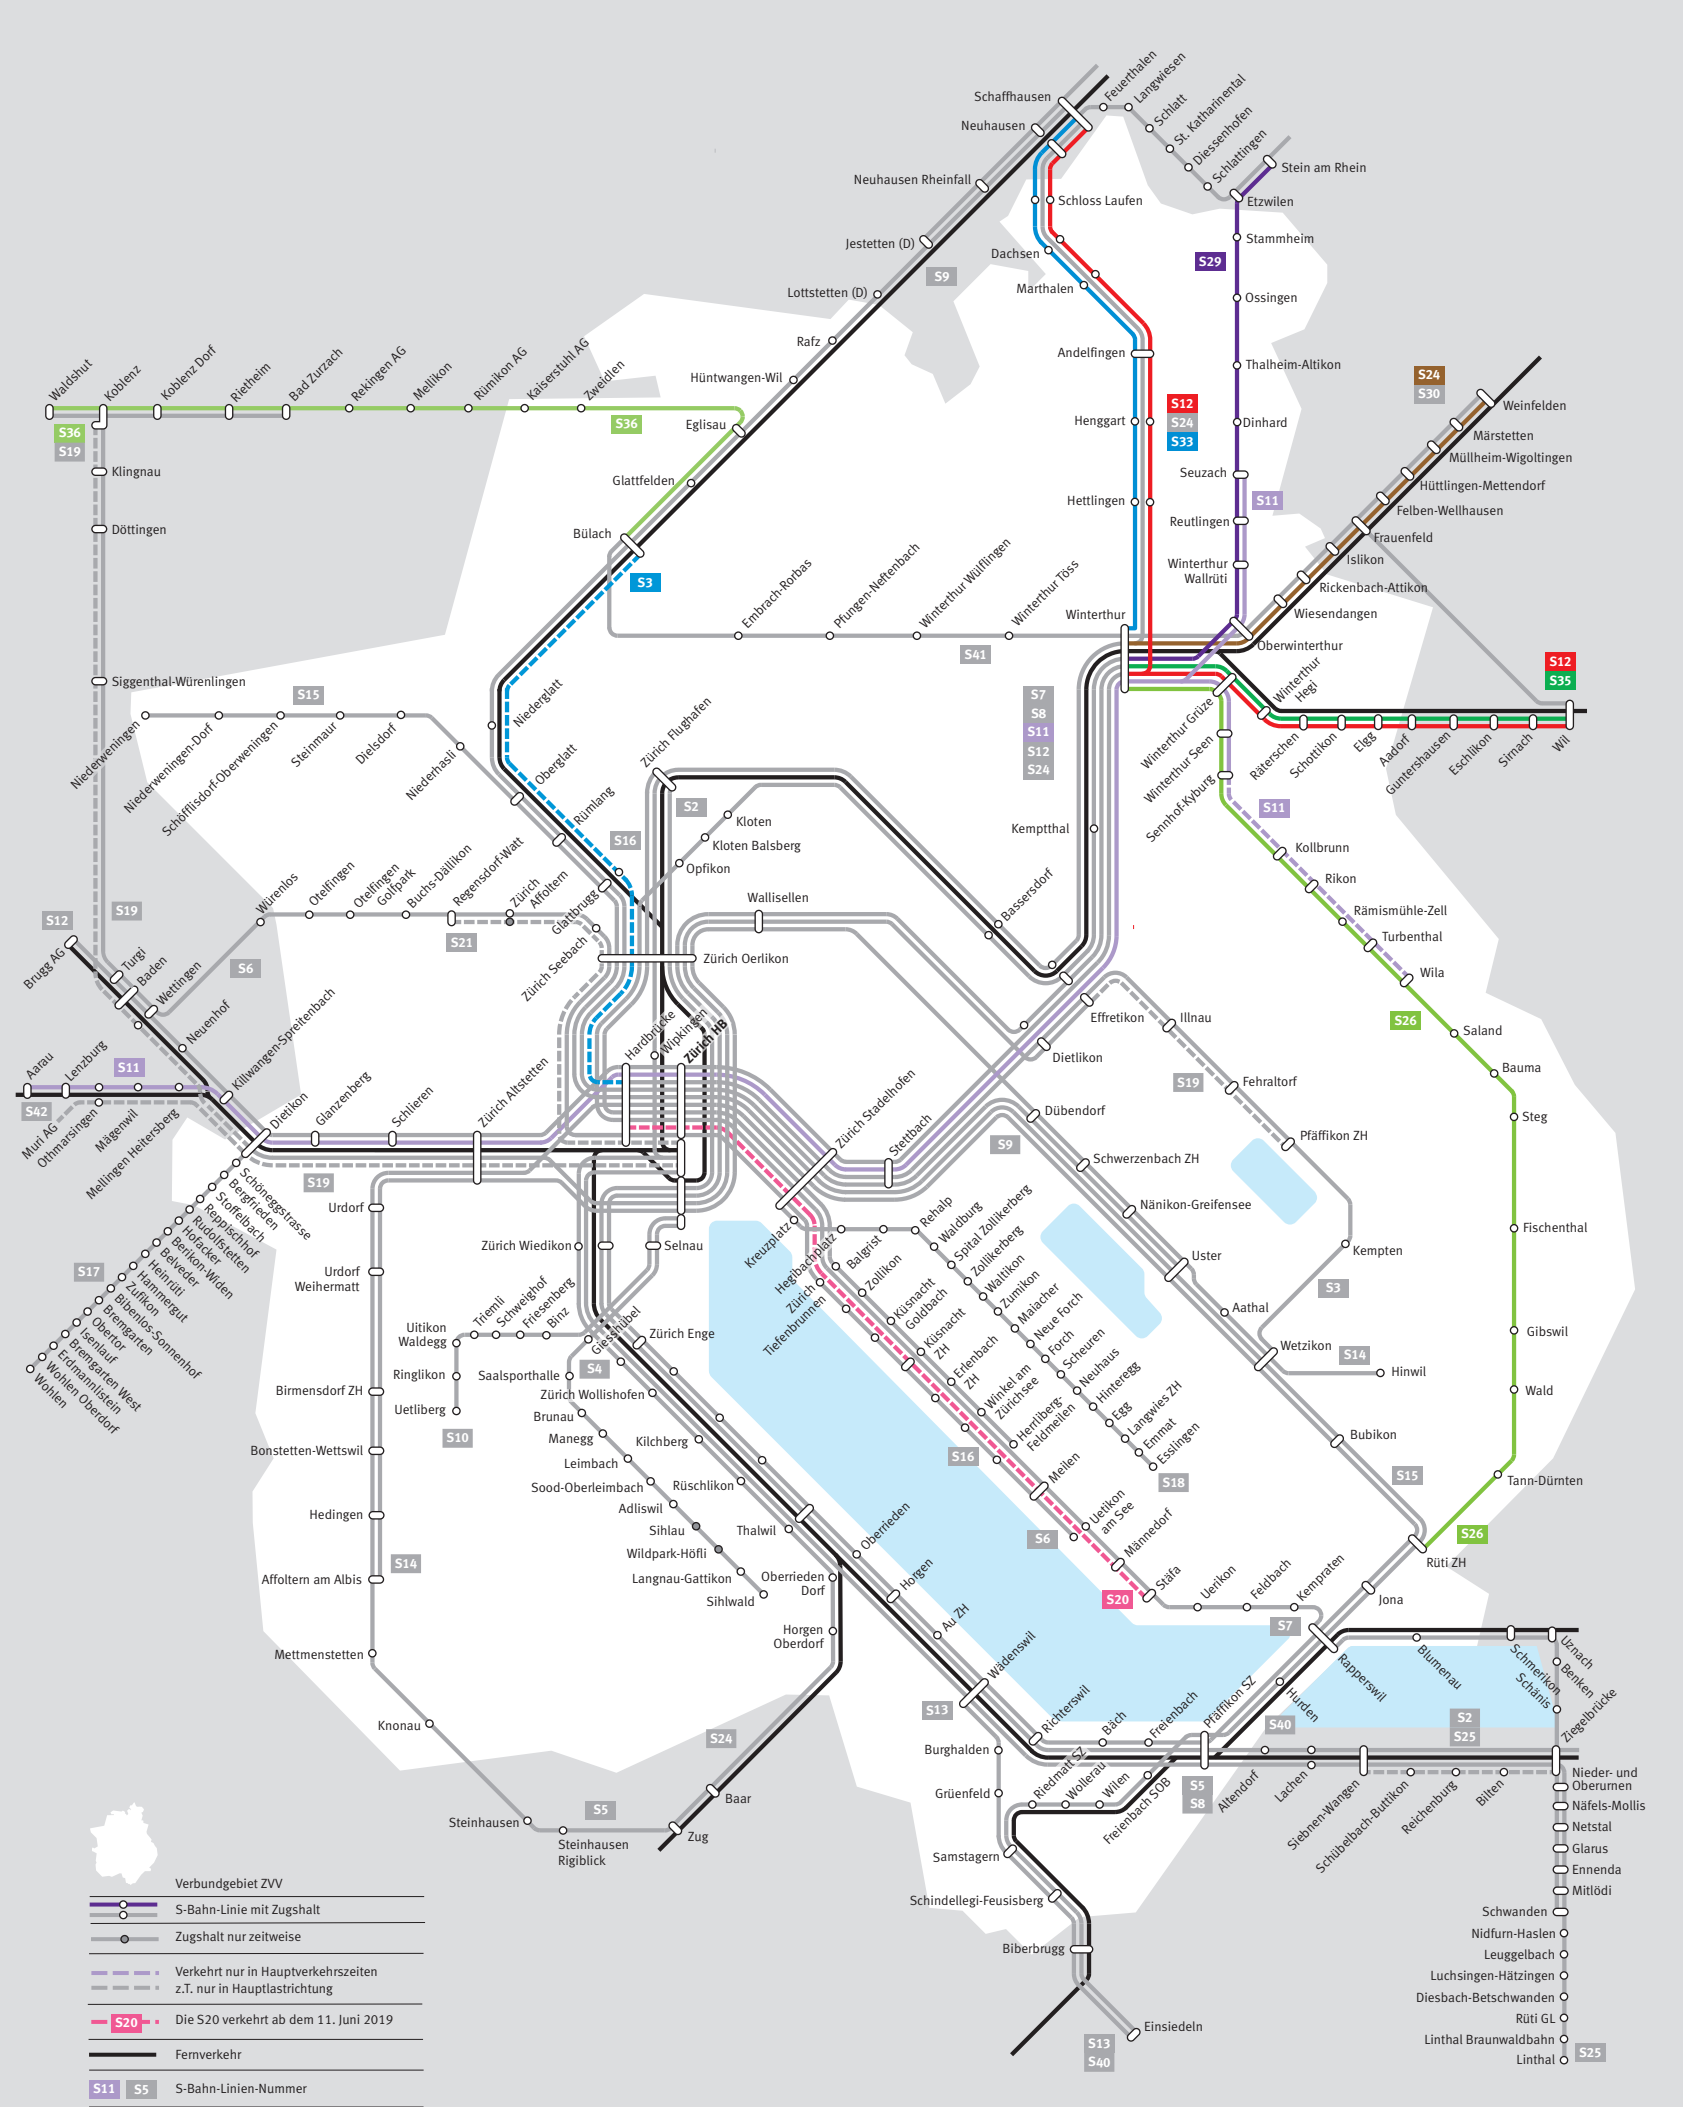 Schaffhausen
Feuerthalen
Langwiesen
Neuhausen
Schlatt
St. Katharinental
Diessenhofen
Schlattingen
Neuhausen Rheinfall
Stein am Rhein
Schloss Laufen
Etzwilen
Jestetten (D)
Stammheim
Dachsen
S29
S9
Marthalen
Lottstetten (D)
Ossingen
Rafz
Andelfingen
Thalheim-Altikon
Waldshut
Koblenz
Koblenz Dorf
Rietheim
Bad Zurzach
Rekingen AG
Mellikon
Rümikon AG
Kaiserstuhl AG
Zweidlen
Hüntwangen-Wil
S24
S30
S12
S24
S33
Weinfelden
S36
S19
S36
Eglisau
Henggart
Dinhard
Märstetten
Müllheim-Wigoltingen
Klingnau
Glattfelden
Seuzach
Hüttlingen-Mettendorf
Hettlingen
S11
Felben-Wellhausen
Döttingen
Bülach
Reutlingen
Frauenfeld
Islikon
S3
Embrach-Rorbas
Pfungen-Neftenbach
Winterthur Wülflingen
Winterthur Töss
Winterthur
Wallrüti
Rickenbach-Attikon
Winterthur
Wiesendangen
S41
Oberwinterthur
Siggenthal-Würenlingen
S15
S7
S8
S11
S12
S24
Winterthur
Hegi
S12
S35
Niederweningen
Niederweningen-Dorf
Schöfflisdorf-Oberweningen
Steinmaur
Dielsdorf
Niederhasli
Niederglatt
Oberglatt
Rümlang
Zürich Flughafen
Winterthur Grüze
Winterthur Seen
Sennhof-Kyburg
Räterschen
Schottikon
Elgg
Aadorf
Guntershausen
Eschlikon
Sirnach
Wil
S2
S16
Kloten
Kloten Balsberg
Opfikon
Kemptthal
S11
Kollbrunn
Rikon
Rämismühle-Zell
Turbenthal
Wila
S12
S19
Würenlos
Otelfingen
Otelfingen
Golfpark
Buchs-Dällikon
Regensdorf-Watt
Zürich
Affoltern
Glattbrugg
Zürich Seebach
Wallisellen
Bassersdorf
S21
S6
Zürich Oerlikon
Brugg AG
Turgi
Baden
Wettingen
Neuenhof
Killwangen-Spreitenbach
Effretikon
Illnau
S26
Saland
Hardbrücke
Wipkingen
Zürich HB
Dietlikon
Aarau
Lenzburg
S11
S42
Muri AG
Othmarsingen
Mägenwil
Mellingen Heitersberg
Dietikon
Glanzenberg
Schlieren
Zürich Altstetten
Zürich Stadelhofen
Stettbach
S19
Fehraltorf
Bauma
Steg
Dübendorf
S9
Pfäffikon ZH
Schwerzenbach ZH
S19
Schöneggstrasse
Bergfrieden
Stoffelbach
Reppischhof
Rudolfstetten
Hofacker
Berikon-Widen
Belveder
Heinrüti
Hammergut
Zufikon
Bibenlos-Sonnenhof
Bremgarten
Obertor
Isenlauf
Bremgarten West
Erdmannlistein
Wohlen Oberdorf
Wohlen
S17
Urdorf
Nänikon-Greifensee
Fischenthal
Urdorf
Weihermatt
Zürich Wiedikon
Selnau
Kreuzplatz
Hegibachplatz
Balgrist
Rehalp
Waldburg
Spital Zollikerberg
Zollikerberg
Waltikon
Zumikon
Maiacher
Neue Forch
Forch
Scheuren
Neuhaus
Hinteregg
Egg
Langwies ZH
Emmat
Esslingen
S18
Uster
Kempten
S3
Aathal
Wetzikon
S14
Hinwil
Gibswil
Wald
Zürich
Tiefenbrunnen
Zollikon
Küsnacht
Goldbach
Küsnacht
ZH
Erlenbach
ZH
Winkel am
Zürichsee
Herrliberg-
Feldmeilen
S16
Meilen
Uetikon
am See
S6
Männedorf
Stäfa
S20
Uerikon
Feldbach
Kempraten
S7
Bubikon
S15
Tann-Dürnten
S26
Rüti ZH
Jona
Uitikon
Waldegg
Triemli
Schweighof
Friesenberg
Binz
Giesshübel
Zürich Enge
Ringlikon
Saalsporthalle
S4
Uetliberg
S10
Zürich Wollishofen
Brunau
Manegg
Kilchberg
Leimbach
Sood-Oberleimbach
Rüschlikon
Adliswil
Sihlau
Thalwil
Wildpark-Höfli
Langnau-Gattikon
Sihlwald
Oberrieden
Oberrieden
Dorf
Horgen
Horgen
Oberdorf
Au ZH
Wädenswil
Birmensdorf ZH
Bonstetten-Wettswil
Hedingen
S14
Affoltern am Albis
Mettmenstetten
Knonau
S24
Baar
Zug
S5
Steinhausen
Steinhausen
Rigiblick
S13
Richterswil
Bäch
Freienbach
Pfäffikon SZ
Hurden
Rapperswil
S40
Blumenau
Schmerikon
Uznach
Benken
Schänis
Ziegelbrücke
S2
S25
Burghalden
Grüenfeld
Riedmatt SZ
Wollerau
Wilen
Freienbach SOB
S5
S8
Altendorf
Lachen
Siebnen-Wangen
Schübelbach-Buttikon
Reichenburg
Bilten
Nieder- und
Oberurnen
Näfels-Mollis
Netstal
Glarus
Ennenda
Mitlödi
Schwanden
Nidfurn-Haslen
Leuggelbach
Luchsingen-Hätzingen
Diesbach-Betschwanden
Rüti GL
Linthal Braunwaldbahn
Linthal
S25
Samstagern
Schindellegi-Feusisberg
Biberbrugg
Einsiedeln
S13
S40
Verbundgebiet ZVV
S-Bahn-Linie mit Zugshalt
Zugshalt nur zeitweise
Verkehrt nur in Hauptverkehrszeiten
z.T. nur in Hauptlastrichtung
S20 Die S20 verkehrt ab dem 11. Juni 2019
Fernverkehr
S11 S5 S-Bahn-Linien-Nummer